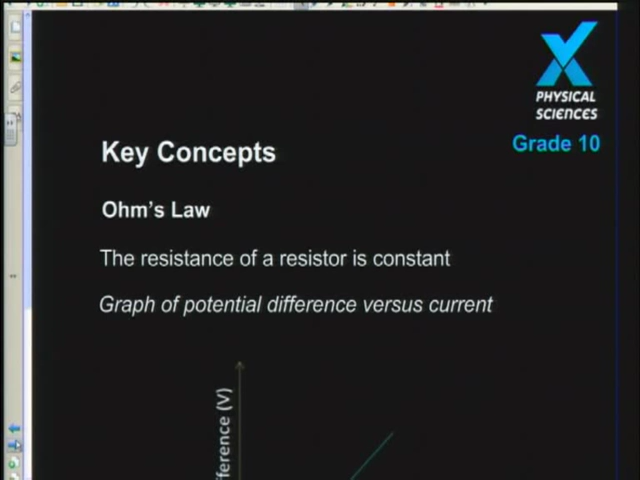 PHYSICAL
SCIENCES
Grade 10
Key Concepts
Ohm's Law
The resistance of a resistor is constant
Graph of potential difference versus current
fference (V)